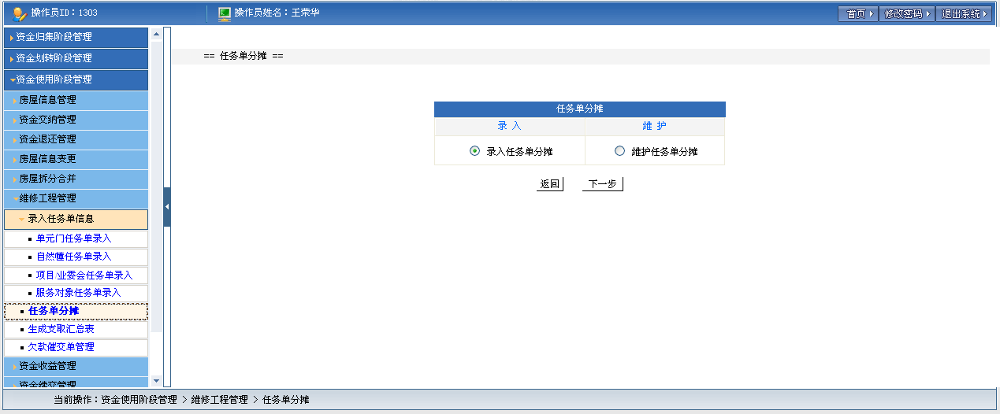 操作员ID：1303
操作员姓名：王荣华
首页
修改密码
退出系统
资金归集阶段管理
资金划转阶段管理
资金使用阶段管理
房屋信息管理
资金交纳管理
资金退还管理
房屋信息变更
房屋拆分合并
维修工程管理
录入任务单信息
单元门任务单录入
自然幢任务单录入
项目/业委会任务单录入
服务对象任务单录入
任务单分摊
生成支取汇总表
欠款催交单管理
资金收益管理
资金续交管理
== 任务单分摊 ==
任务单分摊
录 入
维 护
录入任务单分摊
维护任务单分摊
返回
下一步
当前操作：资金使用阶段管理 > 维修工程管理 > 任务单分摊